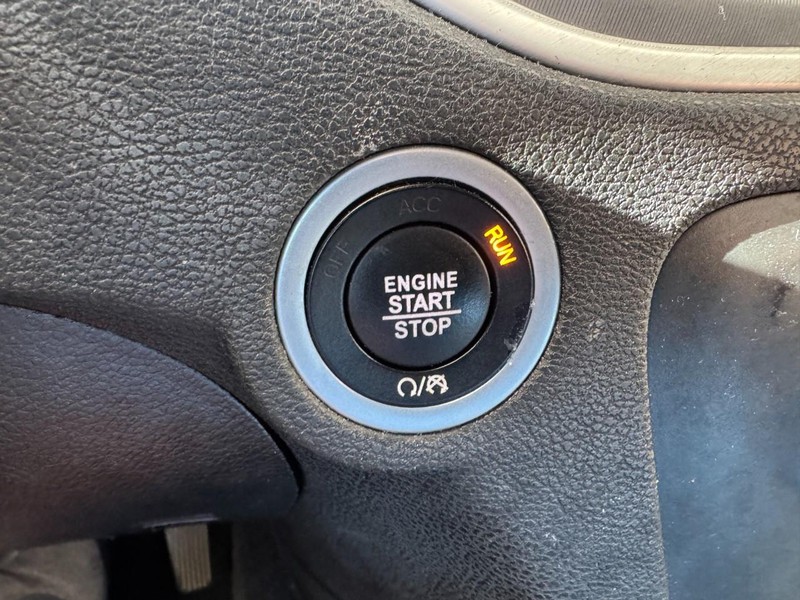 ACC
OFF
RUN
ENGINE
START
STOP